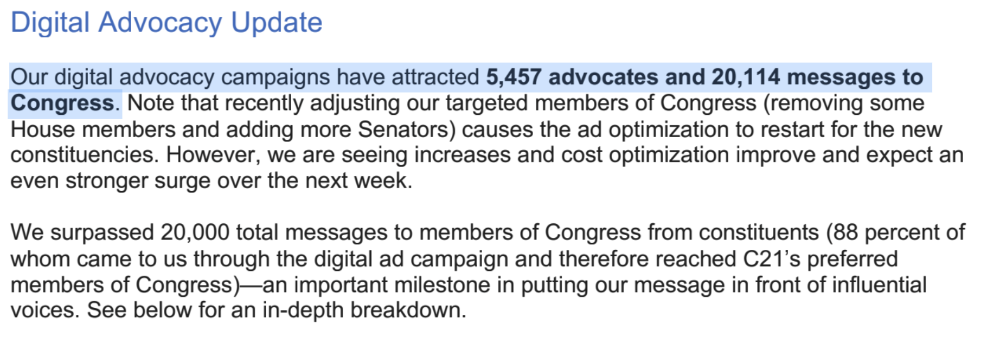 Digital Advocacy Update
Our digital advocacy campaigns have attracted 5,457 advocates and 20,114 messages to
Congress. Note that recently adjusting our targeted members of Congress (removing some
House members and adding more Senators) causes the ad optimization to restart for the new
constituencies. However, we are seeing increases and cost optimization improve and expect an
even stronger surge over the next week.
We surpassed 20,000 total messages to members of Congress from constituents (88 percent of
whom came to us through the digital ad campaign and therefore reached C21’s preferred
members of Congress)—an important milestone in putting our message in front of influential
voices. See below for an in-depth breakdown.